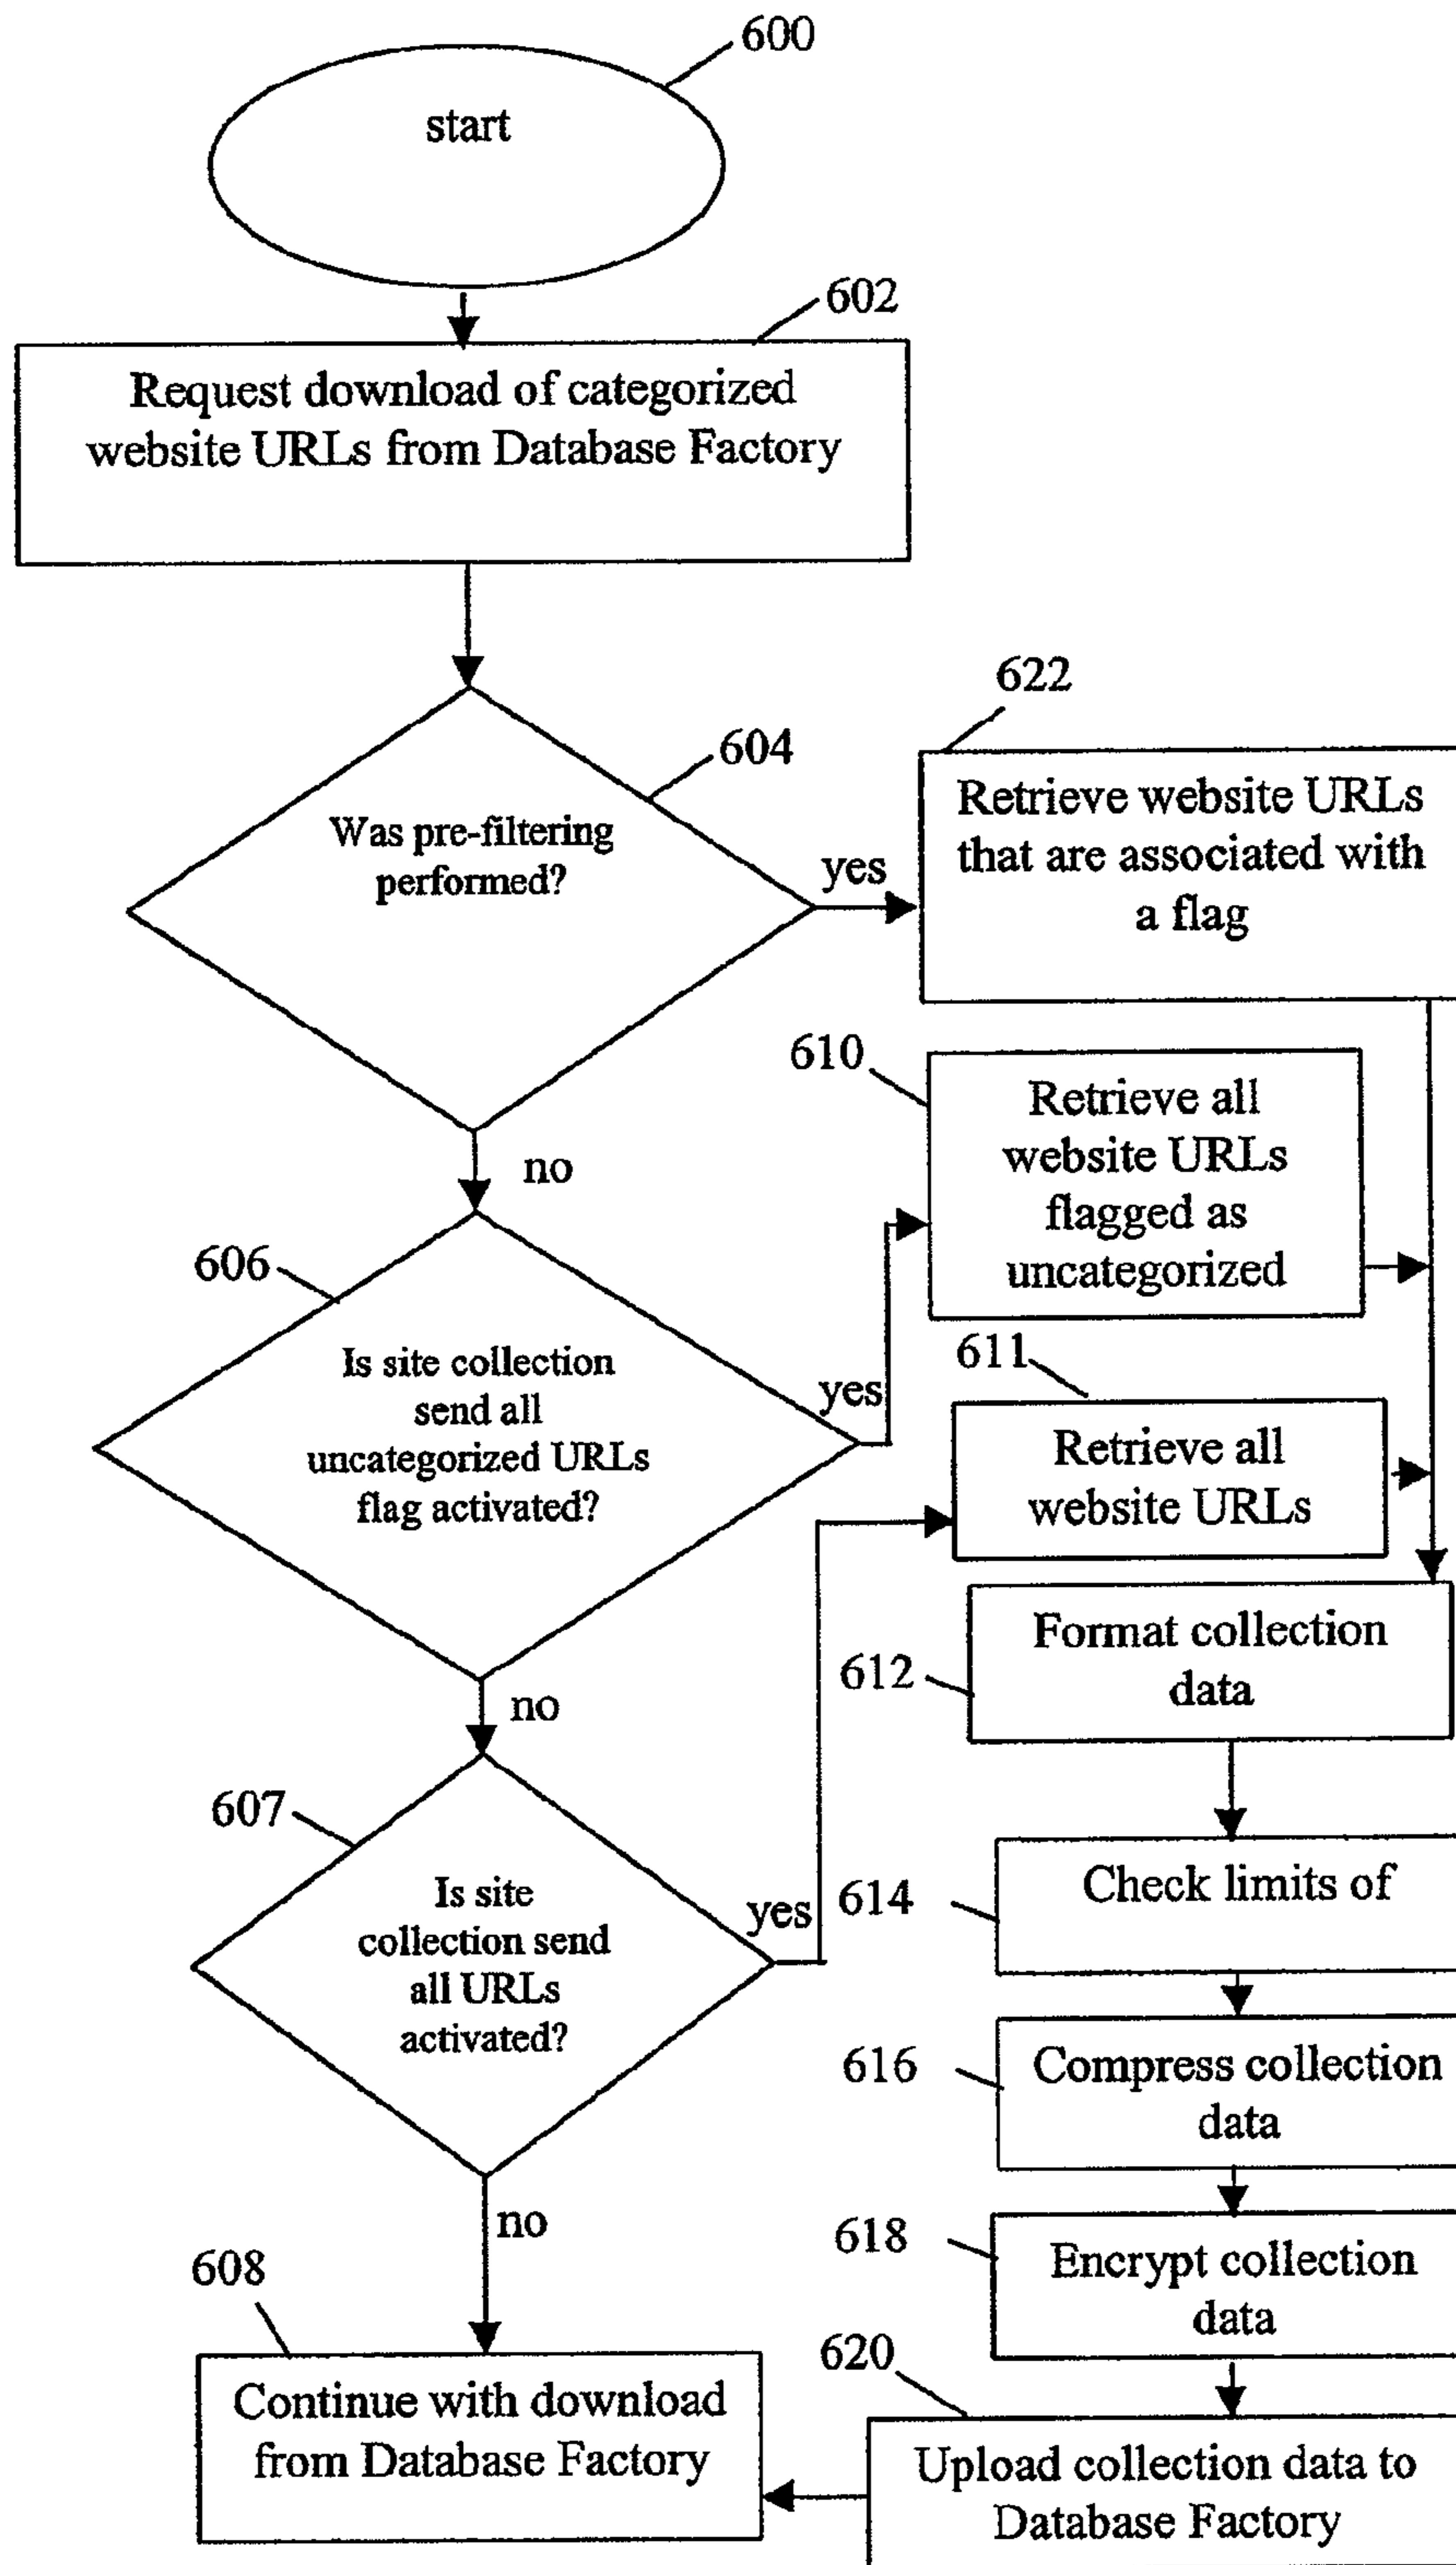 600
start
602
Request download of categorized
website URLs from Database Factory
622
604
Retrieve website URLs
that are associated with
a flag
Was pre-filtering
performed?
yes
610
Retrieve all
website URLs
flagged as
uncategorized
no
606
611
Is site collection
send all
uncategorized URLs
flag activated?
yes
Retrieve all
website URLs
Format collection
data
612
no
607
Is site
collection send
all URLs
activated?
yes
614
Check limits of
616
Compress collection
data
no
618
Encrypt collection
data
608
620
Continue with download
from Database Factory
Upload collection data to
Database Factory